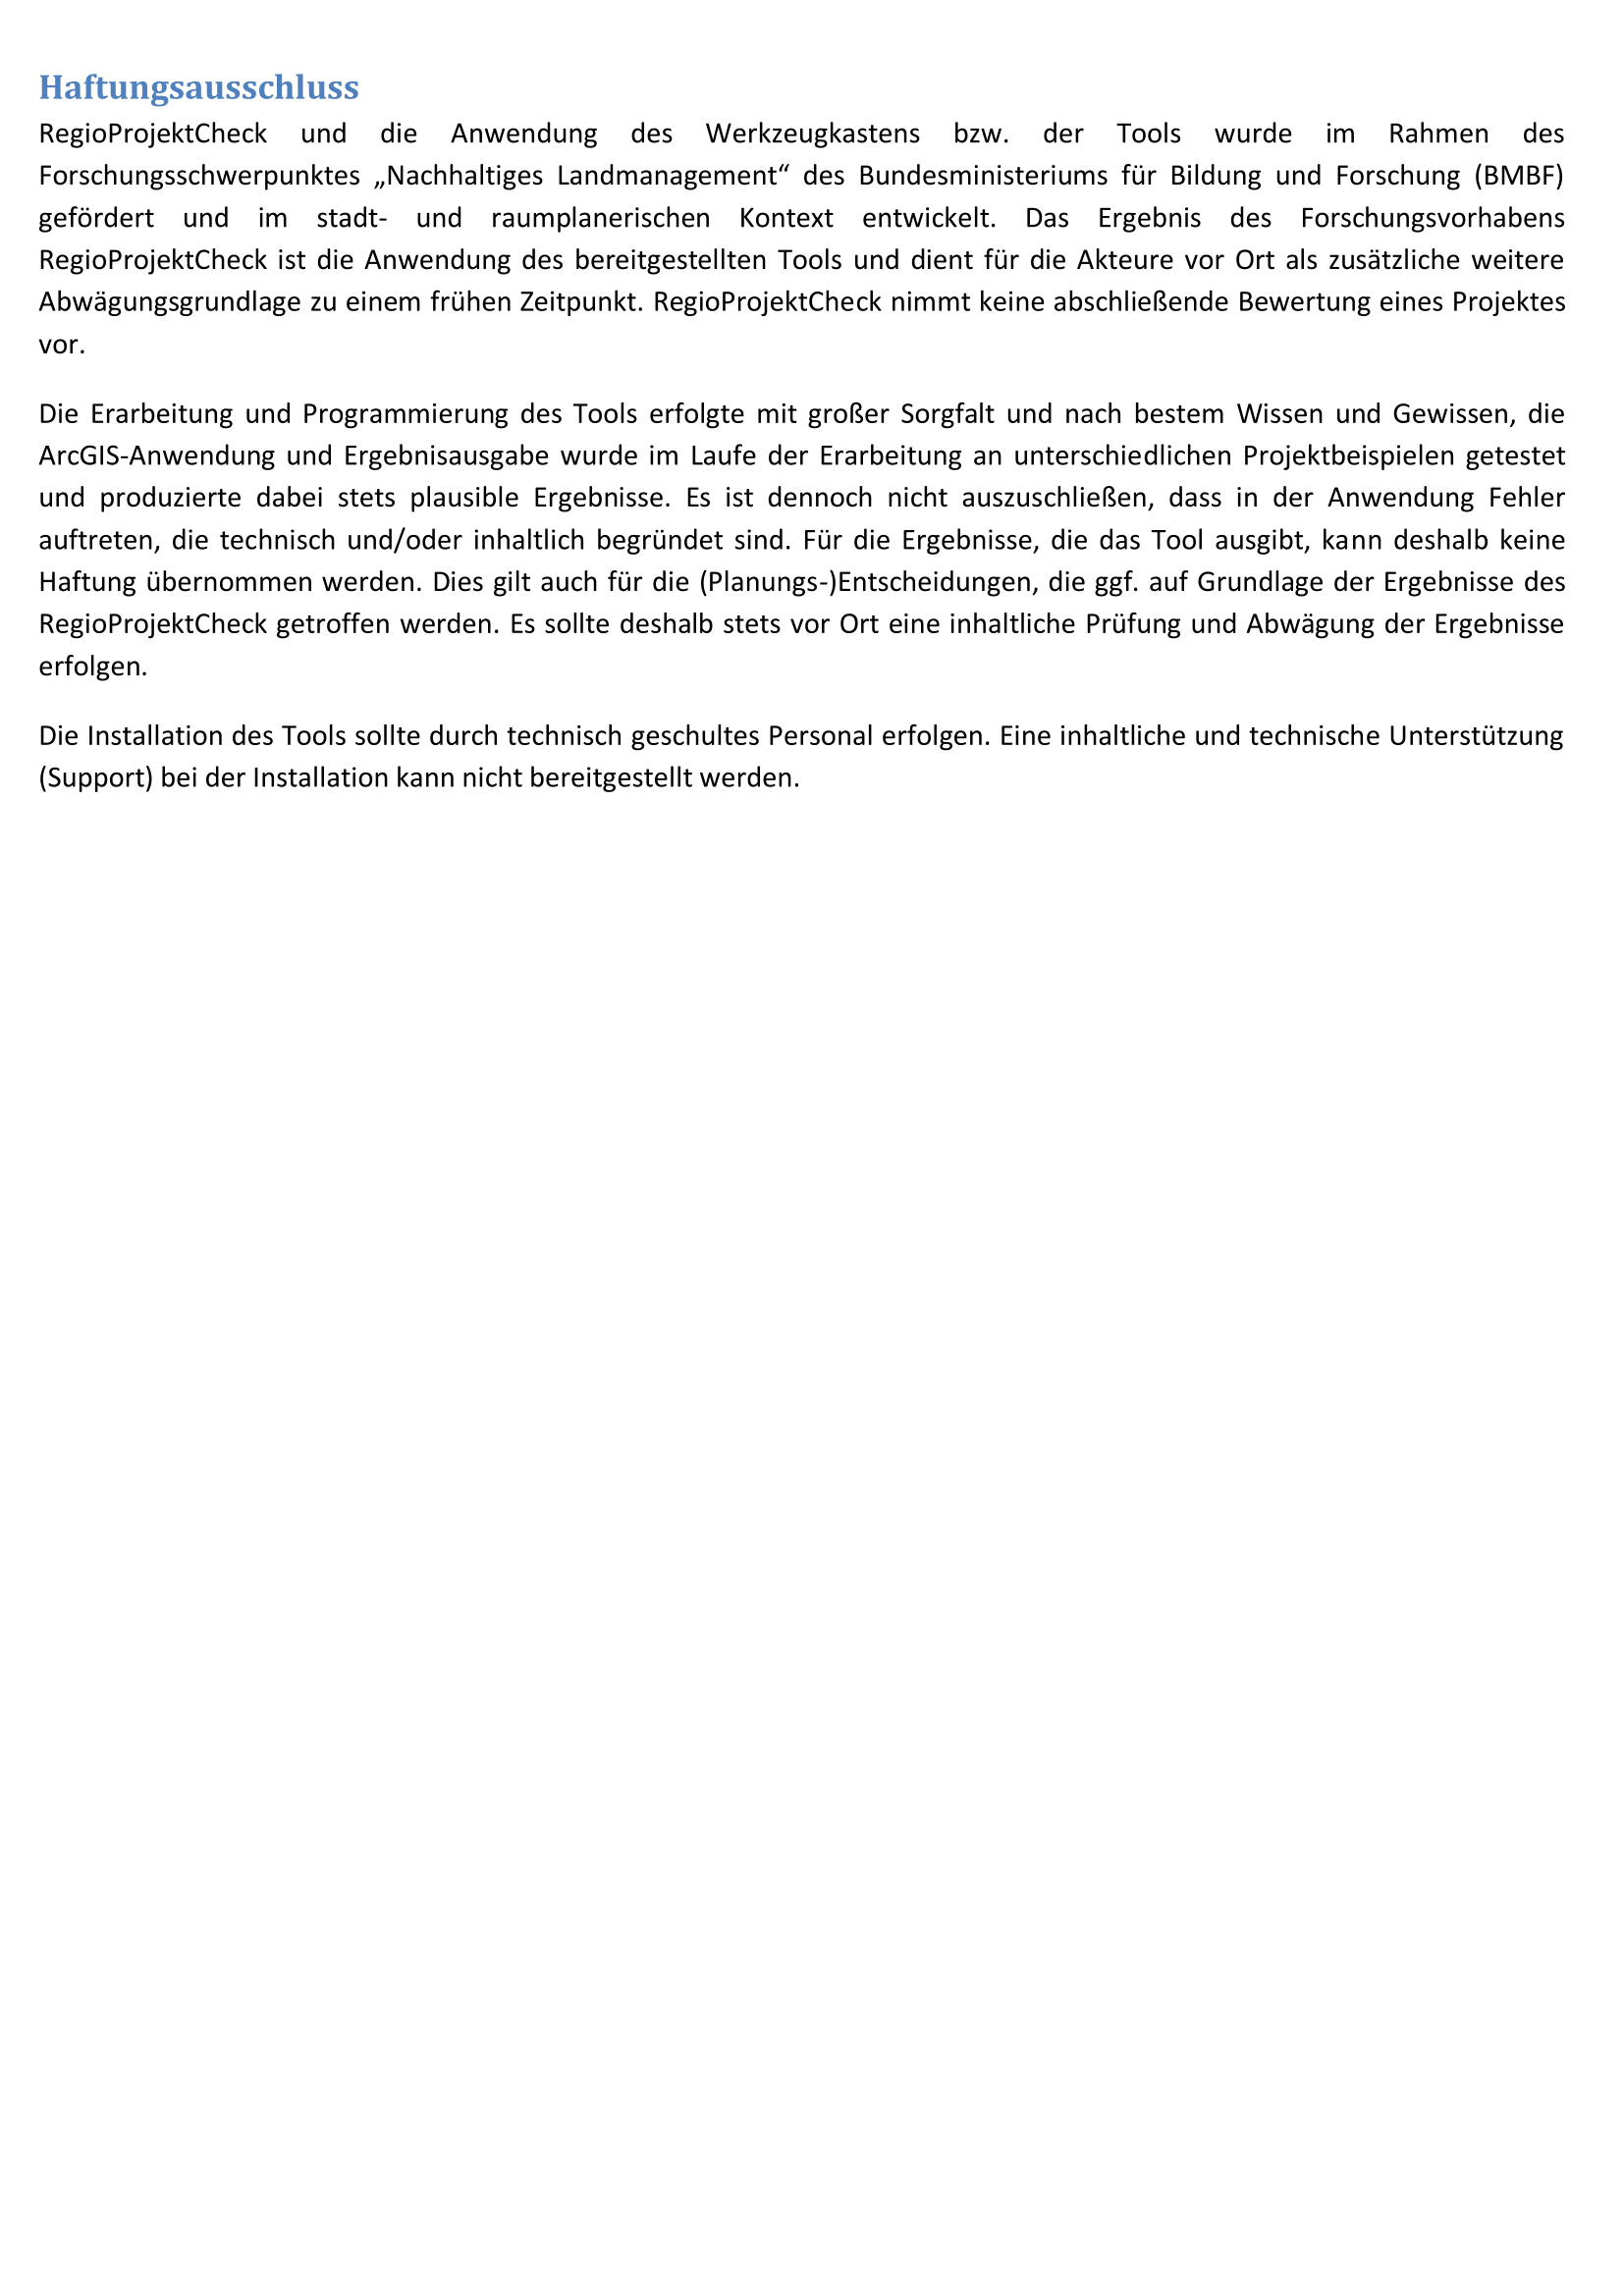 Haftungsausschluss
RegioProjektCheck und die Anwendung des Werkzeugkastens bzw. der Tools wurde im Rahmen des
Forschungsschwerpunktes „Nachhaltiges Landmanagement“ des Bundesministeriums für Bildung und Forschung (BMBF)
gefördert und im stadt- und raumplanerischen Kontext entwickelt. Das Ergebnis des Forschungsvorhabens
RegioProjektCheck ist die Anwendung des bereitgestellten Tools und dient für die Akteure vor Ort als zusätzliche weitere
Abwägungsgrundlage zu einem frühen Zeitpunkt. RegioProjektCheck nimmt keine abschließende Bewertung eines Projektes
vor.
Die Erarbeitung und Programmierung des Tools erfolgte mit großer Sorgfalt und nach bestem Wissen und Gewissen, die
ArcGIS-Anwendung und Ergebnisausgabe wurde im Laufe der Erarbeitung an unterschiedlichen Projektbeispielen getestet
und produzierte dabei stets plausible Ergebnisse. Es ist dennoch nicht auszuschließen, dass in der Anwendung Fehler
auftreten, die technisch und/oder inhaltlich begründet sind. Für die Ergebnisse, die das Tool ausgibt, kann deshalb keine
Haftung übernommen werden. Dies gilt auch für die (Planungs-)Entscheidungen, die ggf. auf Grundlage der Ergebnisse des
RegioProjektCheck getroffen werden. Es sollte deshalb stets vor Ort eine inhaltliche Prüfung und Abwägung der Ergebnisse
erfolgen.
Die Installation des Tools sollte durch technisch geschultes Personal erfolgen. Eine inhaltliche und technische Unterstützung
(Support) bei der Installation kann nicht bereitgestellt werden.